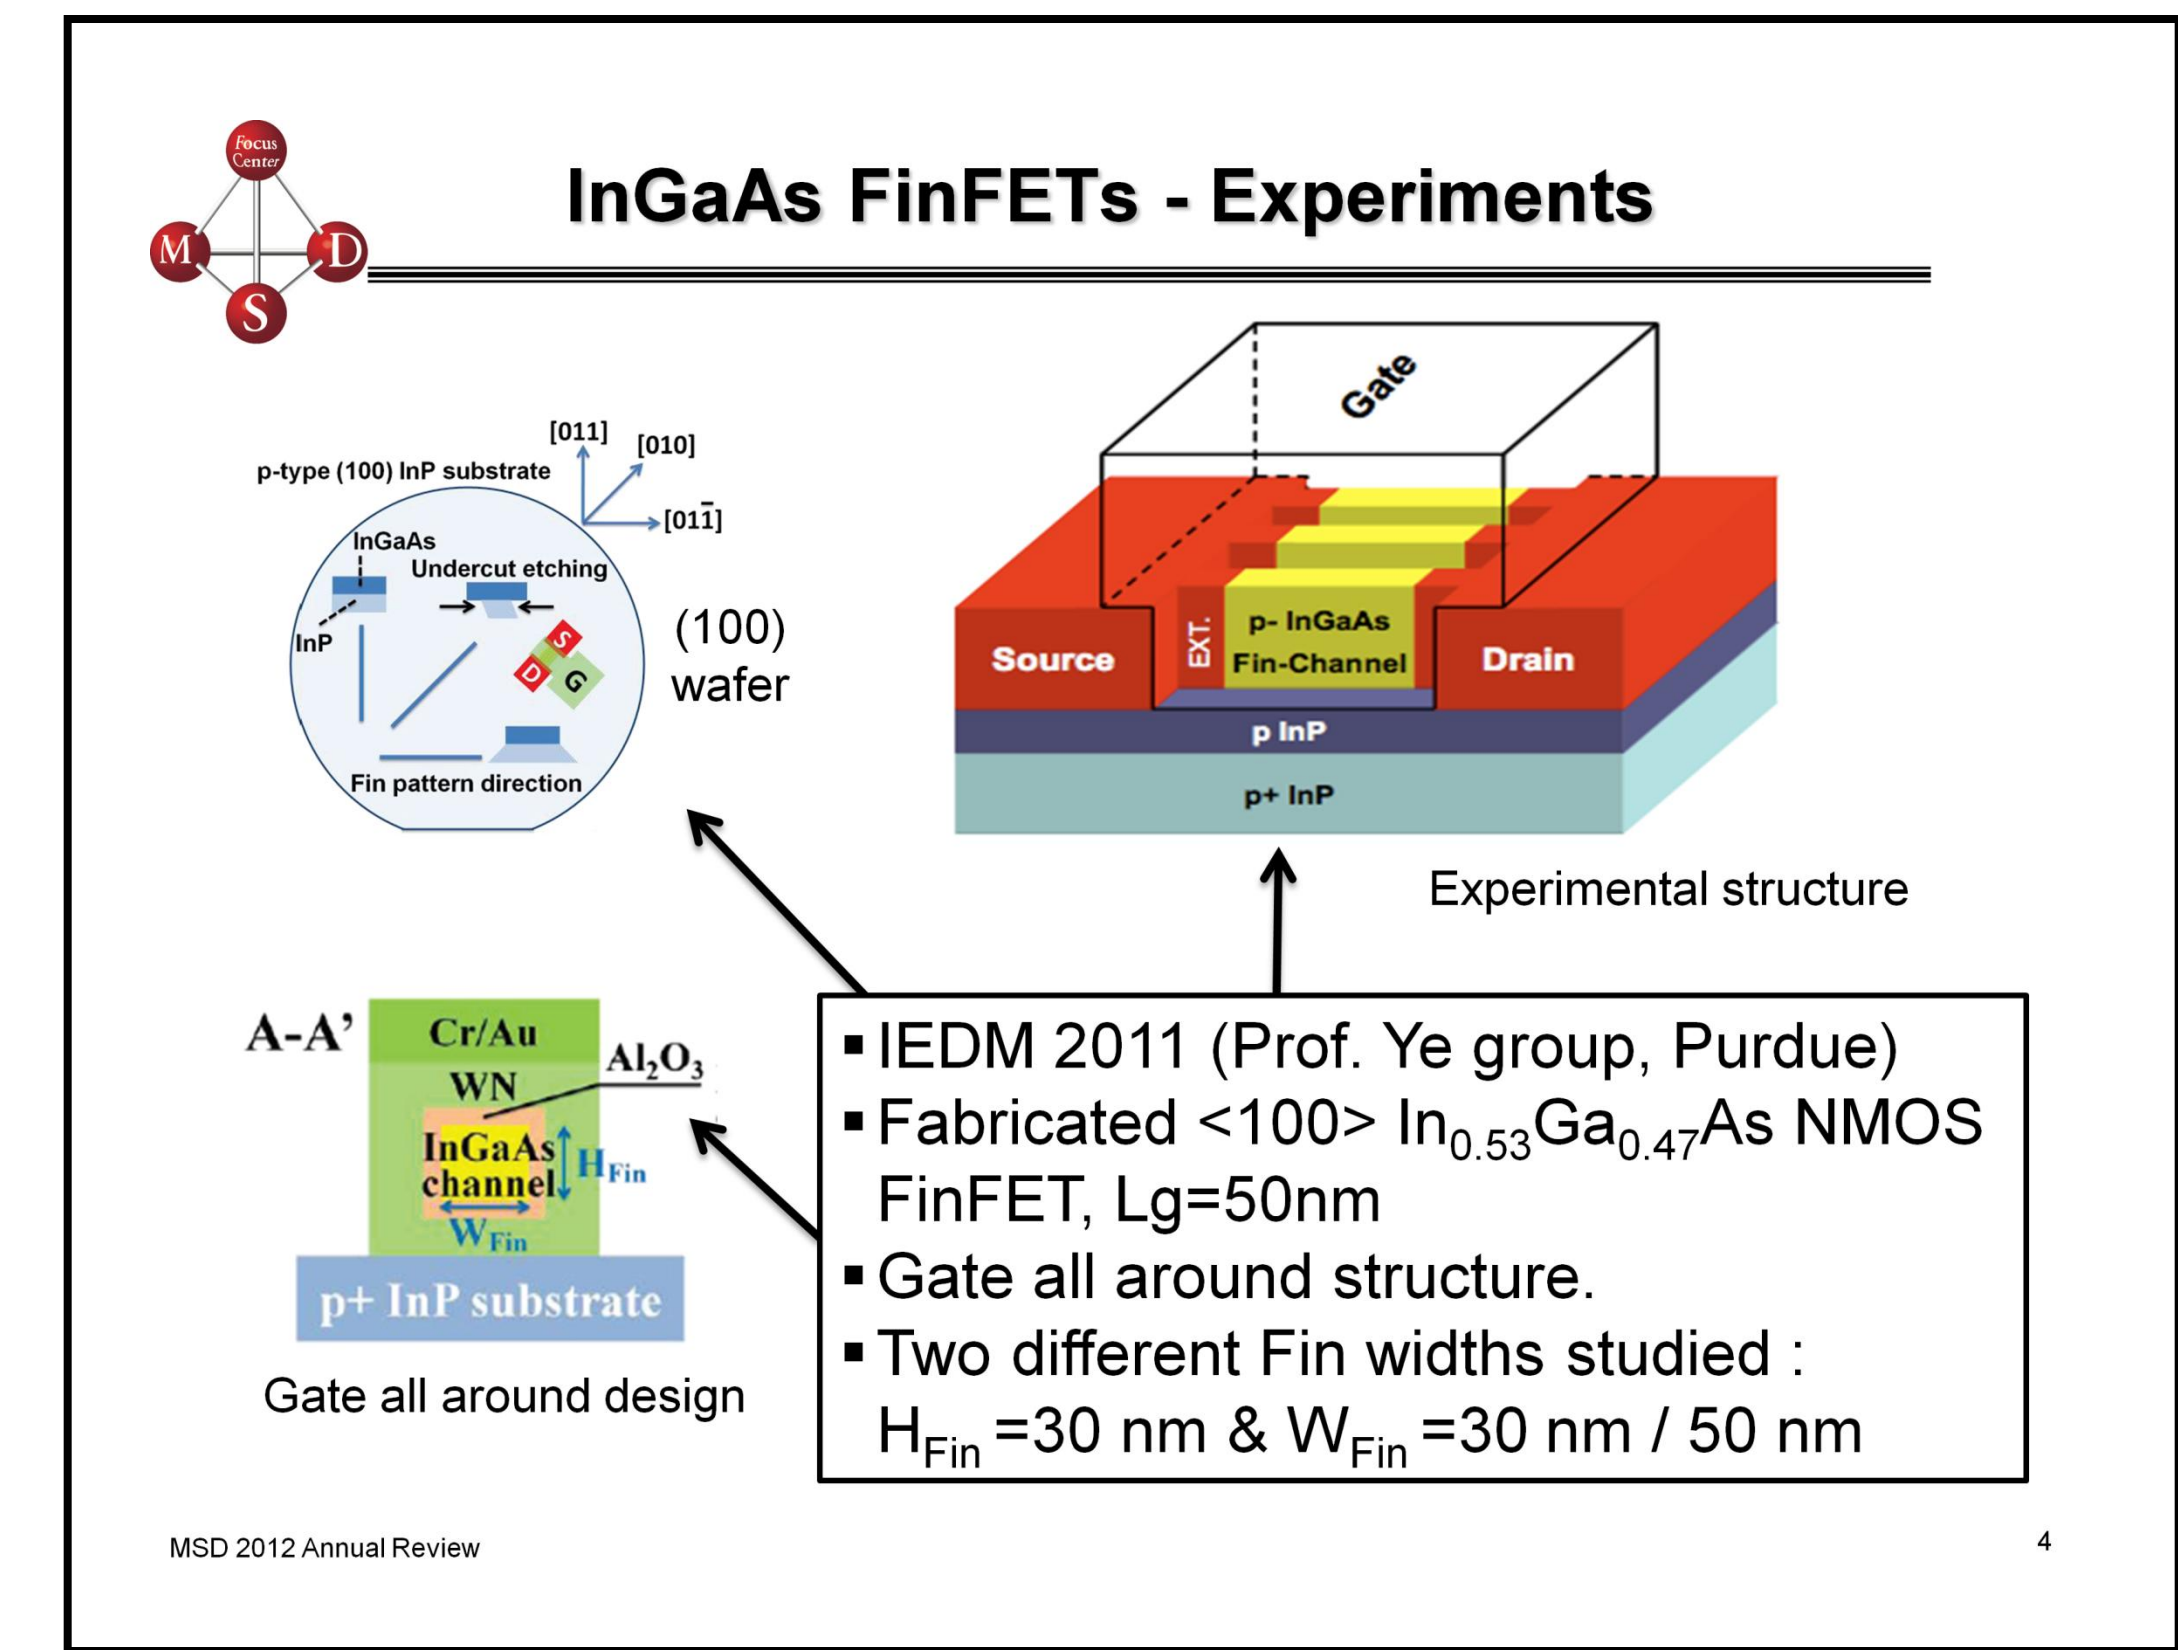 Focus
Center
M
D
S
InGaAs FinFETs - Experiments
[011]
[010]
[011̅]
p-type (100) InP substrate
InGaAs
Undercut etching
InP
S
D
G
Fin pattern direction
(100)
wafer
Gate
EXT.
p- InGaAs
Fin-Channel
Source
Drain
p InP
p+ InP
Experimental structure
A-A’
Cr/Au
WN
Al₂O₃
InGaAs
channel
H_Fin
W_Fin
p+ InP substrate
Gate all around design
▪ IEDM 2011 (Prof. Ye group, Purdue)
▪ Fabricated <100> In₀.₅₃Ga₀.₄₇As NMOS
FinFET, Lg=50nm
▪ Gate all around structure.
▪ Two different Fin widths studied :
H_Fin =30 nm & W_Fin =30 nm / 50 nm
MSD 2012 Annual Review
4